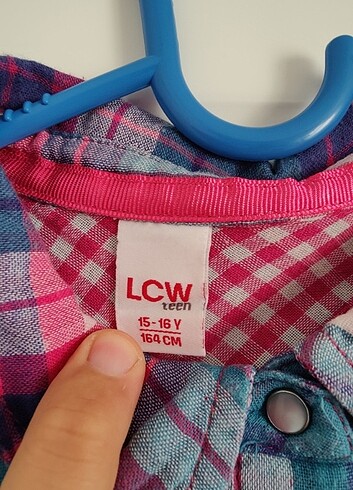 LCW
teen
15-16 Y
164 CM